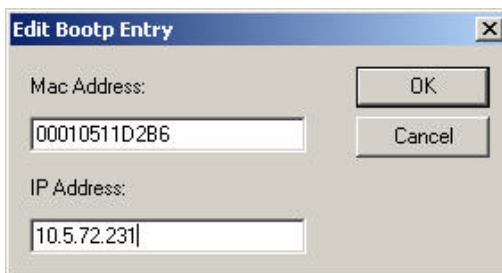 Edit Bootp Entry
Mac Address:
OK
00010511D2B6
Cancel
IP Address:
10.5.72.231